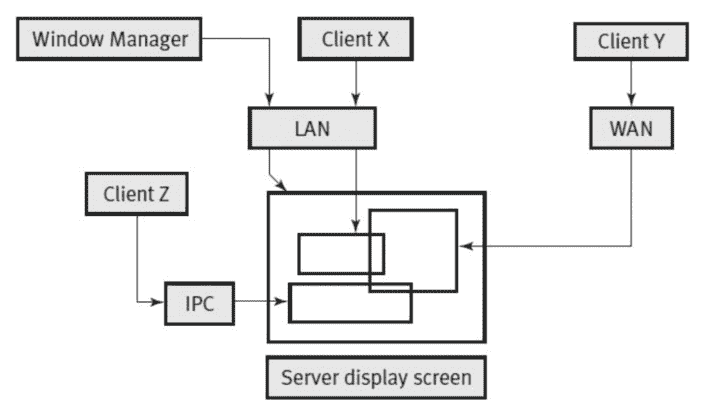 Window Manager
Client X
Client Y
LAN
WAN
Client Z
IPC
Server display screen